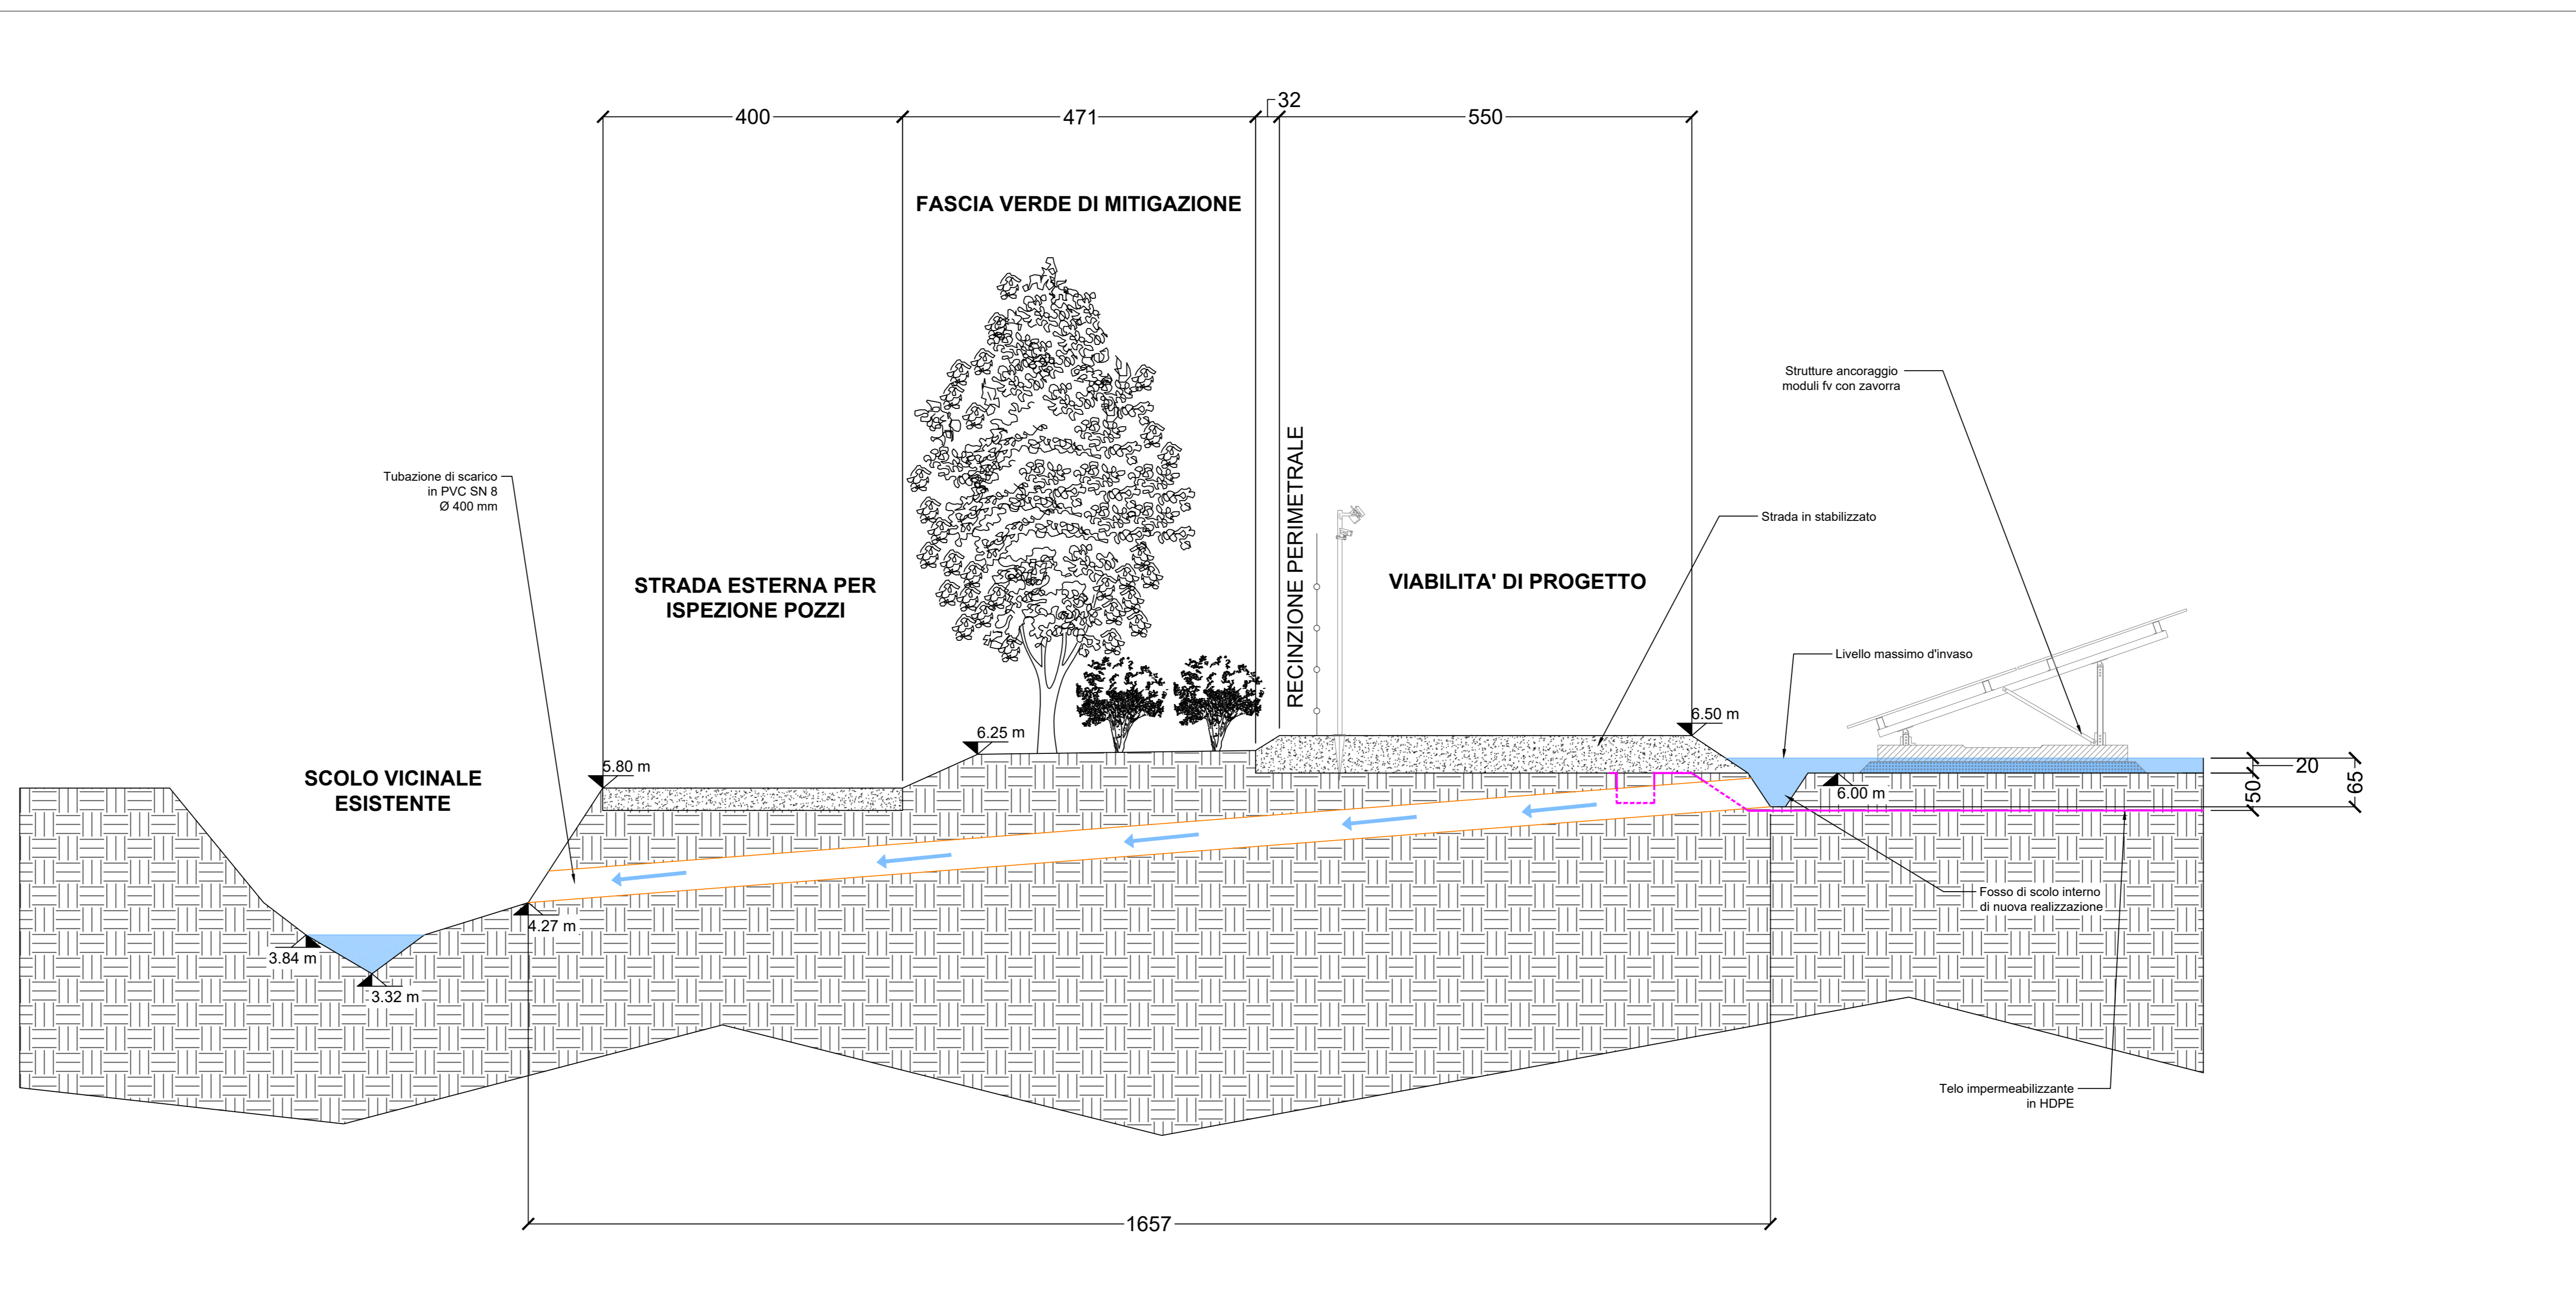 400
471
32
550
FASCIA VERDE DI MITIGAZIONE
Strutture ancoraggio
moduli fv con zavorra
RECINZIONE PERIMETRALE
Tubazione di scarico
in PVC SN 8
Ø 400 mm
Strada in stabilizzato
STRADA ESTERNA PER
ISPEZIONE POZZI
VIABILITA' DI PROGETTO
Livello massimo d'invaso
6.50 m
6.25 m
5.80 m
SCOLO VICINALE
ESISTENTE
20
50
65
6.00 m
Fosso di scolo interno
di nuova realizzazione
4.27 m
3.84 m
3.32 m
Telo impermeabilizzante
in HDPE
1657